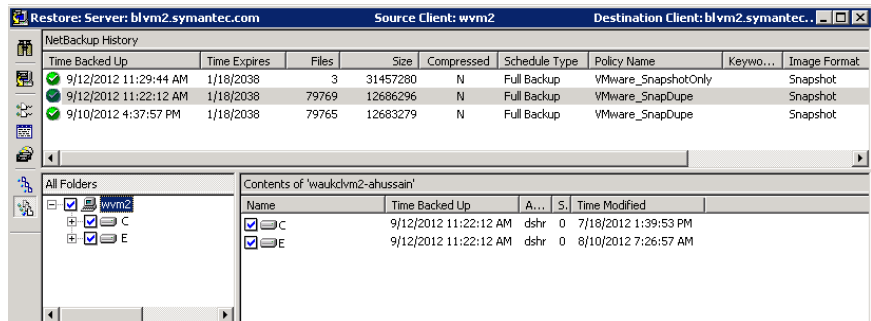 Restore: Server: blvm2.symantec.com Source Client: wvm2 Destination Client: blvm2.symantec..
NetBackup History
Time Backed Up Time Expires Files Size Compressed Schedule Type Policy Name Keywo... Image Format
9/12/2012 11:29:44 AM 1/18/2038 3 31457280 N Full Backup VMware_SnapshotOnly Snapshot
9/12/2012 11:22:12 AM 1/18/2038 79769 12686296 N Full Backup VMware_SnapDupe Snapshot
9/10/2012 4:37:57 PM 1/18/2038 79765 12683279 N Full Backup VMware_SnapDupe Snapshot
All Folders Contents of 'waukclvm2-ahussain'
wvm2 Name Time Backed Up A... S. Time Modified
C C 9/12/2012 11:22:12 AM dshr 0 7/18/2012 1:39:53 PM
E E 9/12/2012 11:22:12 AM dshr 0 8/10/2012 7:26:57 AM